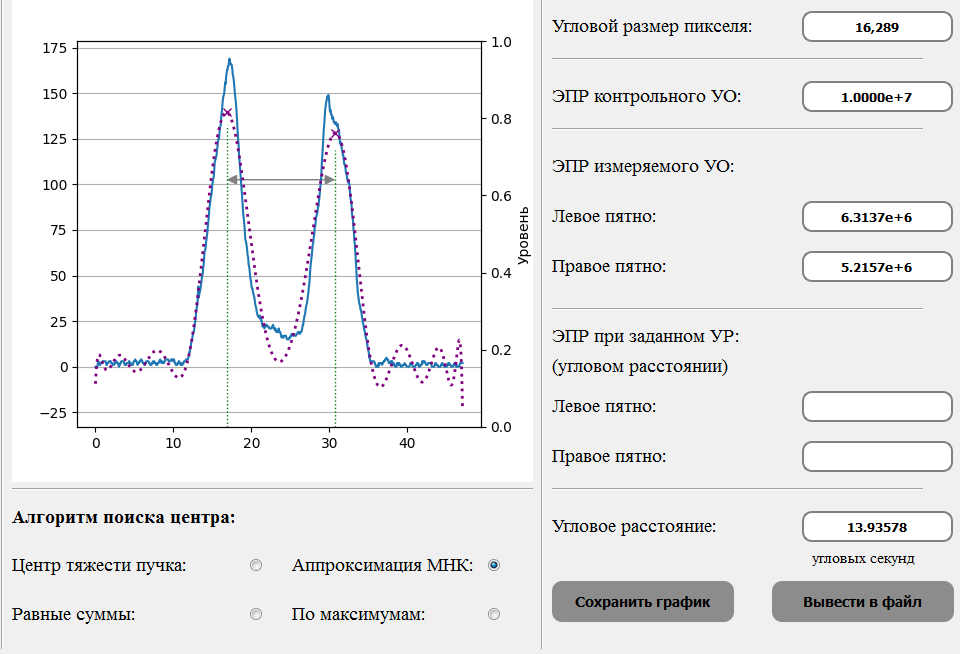 175
150
125
100
75
50
25
0
−25
0
10
20
30
40
1.0
0.8
0.6
0.4
0.2
0.0
Уровень
Алгоритм поиска центра:
Центр тяжести пучка:
Аппроксимация МНК:
Равные суммы:
По максимумам:
Угловой размер пикселя:
16,289
ЭПР контрольного УО:
1.0000e+7
ЭПР измеряемого УО:
Левое пятно:
6.3137e+6
Правое пятно:
5.2157e+6
ЭПР при заданном УР:
(угловом расстоянии)
Левое пятно:
Правое пятно:
Угловое расстояние:
13.93578
угловых секунд
Сохранить график
Вывести в файл